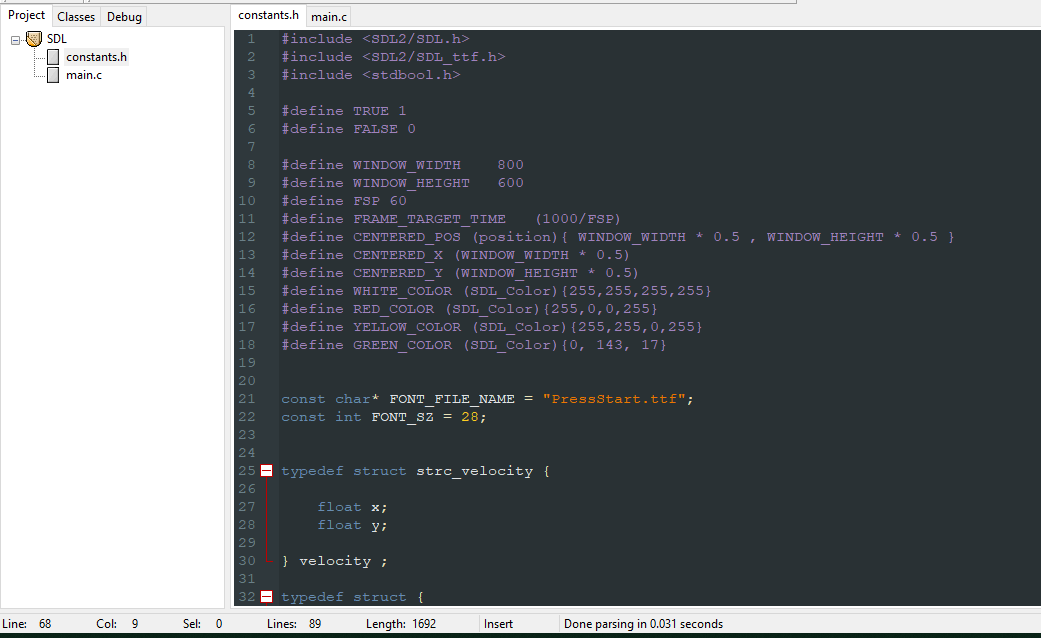 Project Classes Debug
SDL
constants.h
main.c
constants.h main.c
1 #include <SDL2/SDL.h>
2 #include <SDL2/SDL_ttf.h>
3 #include <stdbool.h>
4
5 #define TRUE 1
6 #define FALSE 0
7
8 #define WINDOW_WIDTH    800
9 #define WINDOW_HEIGHT   600
10 #define FSP 60
11 #define FRAME_TARGET_TIME   (1000/FSP)
12 #define CENTERED_POS (position){ WINDOW_WIDTH * 0.5 , WINDOW_HEIGHT * 0.5 }
13 #define CENTERED_X (WINDOW_WIDTH * 0.5)
14 #define CENTERED_Y (WINDOW_HEIGHT * 0.5)
15 #define WHITE_COLOR (SDL_Color){255,255,255,255}
16 #define RED_COLOR (SDL_Color){255,0,0,255}
17 #define YELLOW_COLOR (SDL_Color){255,255,0,255}
18 #define GREEN_COLOR (SDL_Color){0, 143, 17}
19
20
21 const char* FONT_FILE_NAME = "PressStart.ttf";
22 const int FONT_SZ = 28;
23
24
25 typedef struct strc_velocity {
26
27     float x;
28     float y;
29
30 } velocity ;
31
32 typedef struct {
Line: 68 Col: 9 Sel: 0 Lines: 89 Length: 1692 Insert Done parsing in 0.031 seconds